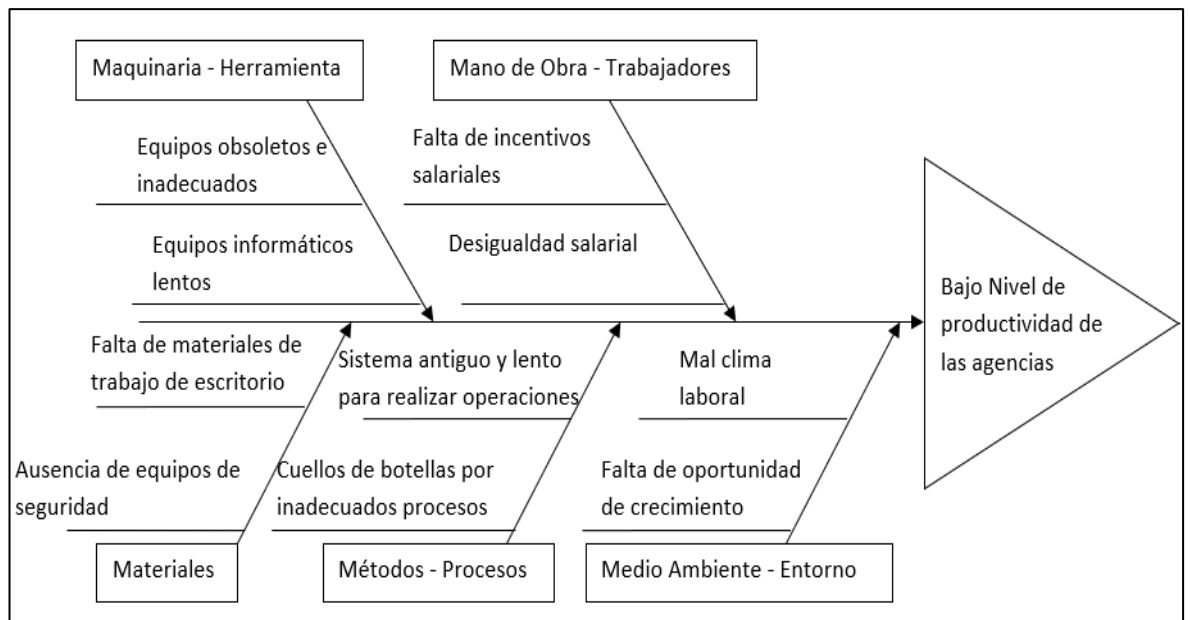 Maquinaria - Herramienta
Mano de Obra - Trabajadores
Equipos obsoletos e
inadecuados
Falta de incentivos
salariales
Equipos informáticos
lentos
Desigualdad salarial
Bajo Nivel de
productividad de
las agencias
Falta de materiales de
trabajo de escritorio
Sistema antiguo y lento
para realizar operaciones
Mal clima
laboral
Ausencia de equipos de
seguridad
Cuellos de botellas por
inadecuados procesos
Falta de oportunidad
de crecimiento
Materiales
Métodos - Procesos
Medio Ambiente - Entorno